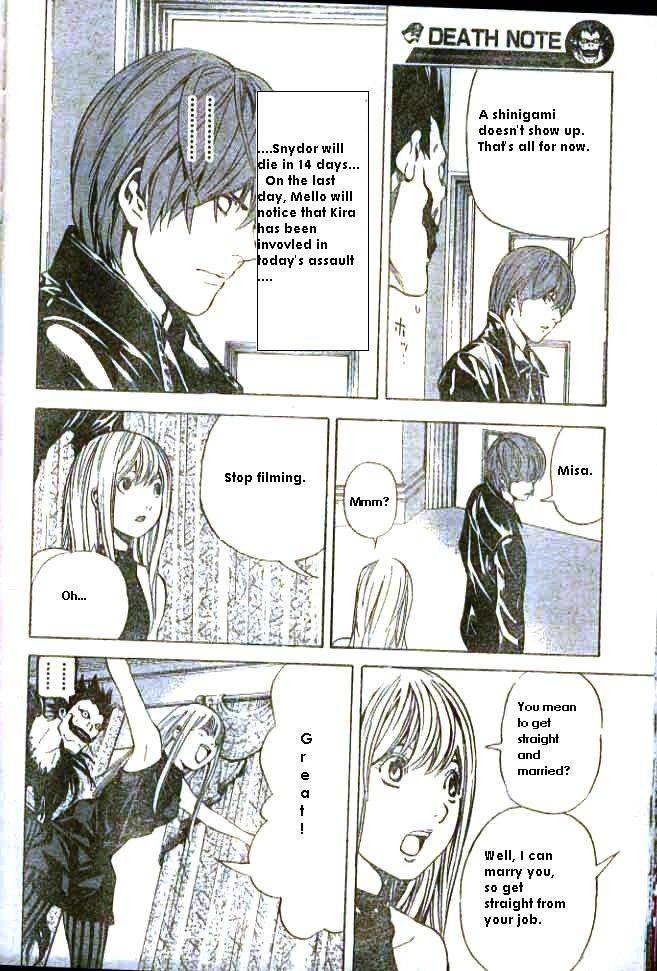 DEATH NOTE
A shinigami
doesn't show up.
That's all for now.
ホッ
....Snydor will
die in 14 days...
On the last
day, Mello will
notice that Kira
has been
invovled in
today's assault
....
Misa.
Mmm?
Stop filming.
Oh...
You mean
to get
straight
and
married?
Well, I can
marry you,
so get
straight from
your job.
G
r
e
a
t
!